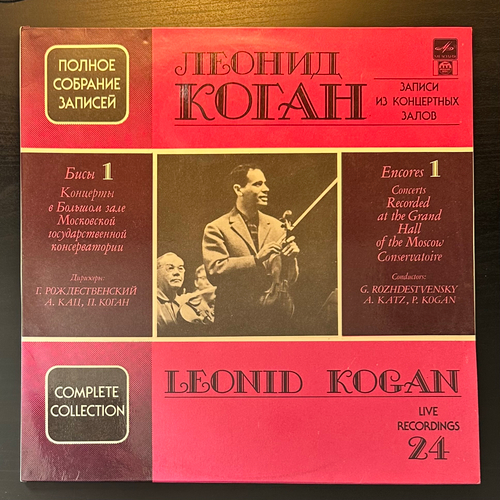 ПОЛНОЕ
СОБРАНИЕ
ЗАПИСЕЙ
ЛЕОНИД
КОГАН
МЕЛОДИЯ
ЗАПИСИ
ИЗ КОНЦЕРТНЫХ
ЗАЛОВ
Бисы 1
Концерты
в Большом зале
Московской
государственной
консерватории
Дирижеры:
Г. РОЖДЕСТВЕНСКИЙ
А. КАЦ, П. КОГАН
Encores 1
Concerts
Recorded
at the Grand
Hall
of the Moscow
Conservatoire
Conductors:
G. ROZHDESTVENSKY
A. KATZ, P. KOGAN
COMPLETE
COLLECTION
LEONID KOGAN
LIVE
RECORDINGS
24